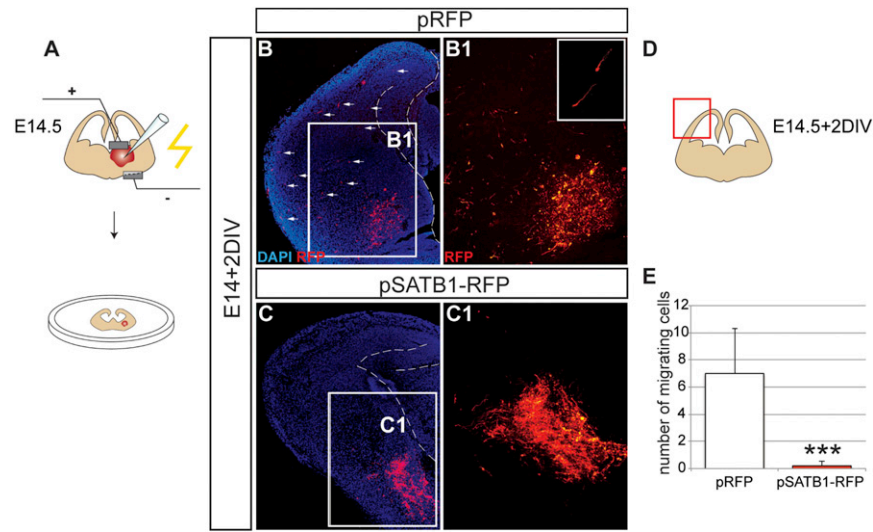 pRFP
A
B
B1
D
+
E14.5
E14.5+2DIV
B1
-
DAPI RFP
RFP
E14+2DIV
pSATB1-RFP
E
C
C1
C1
number of migrating cells
12
10
8
6
4
2
0
***
pRFP
pSATB1-RFP